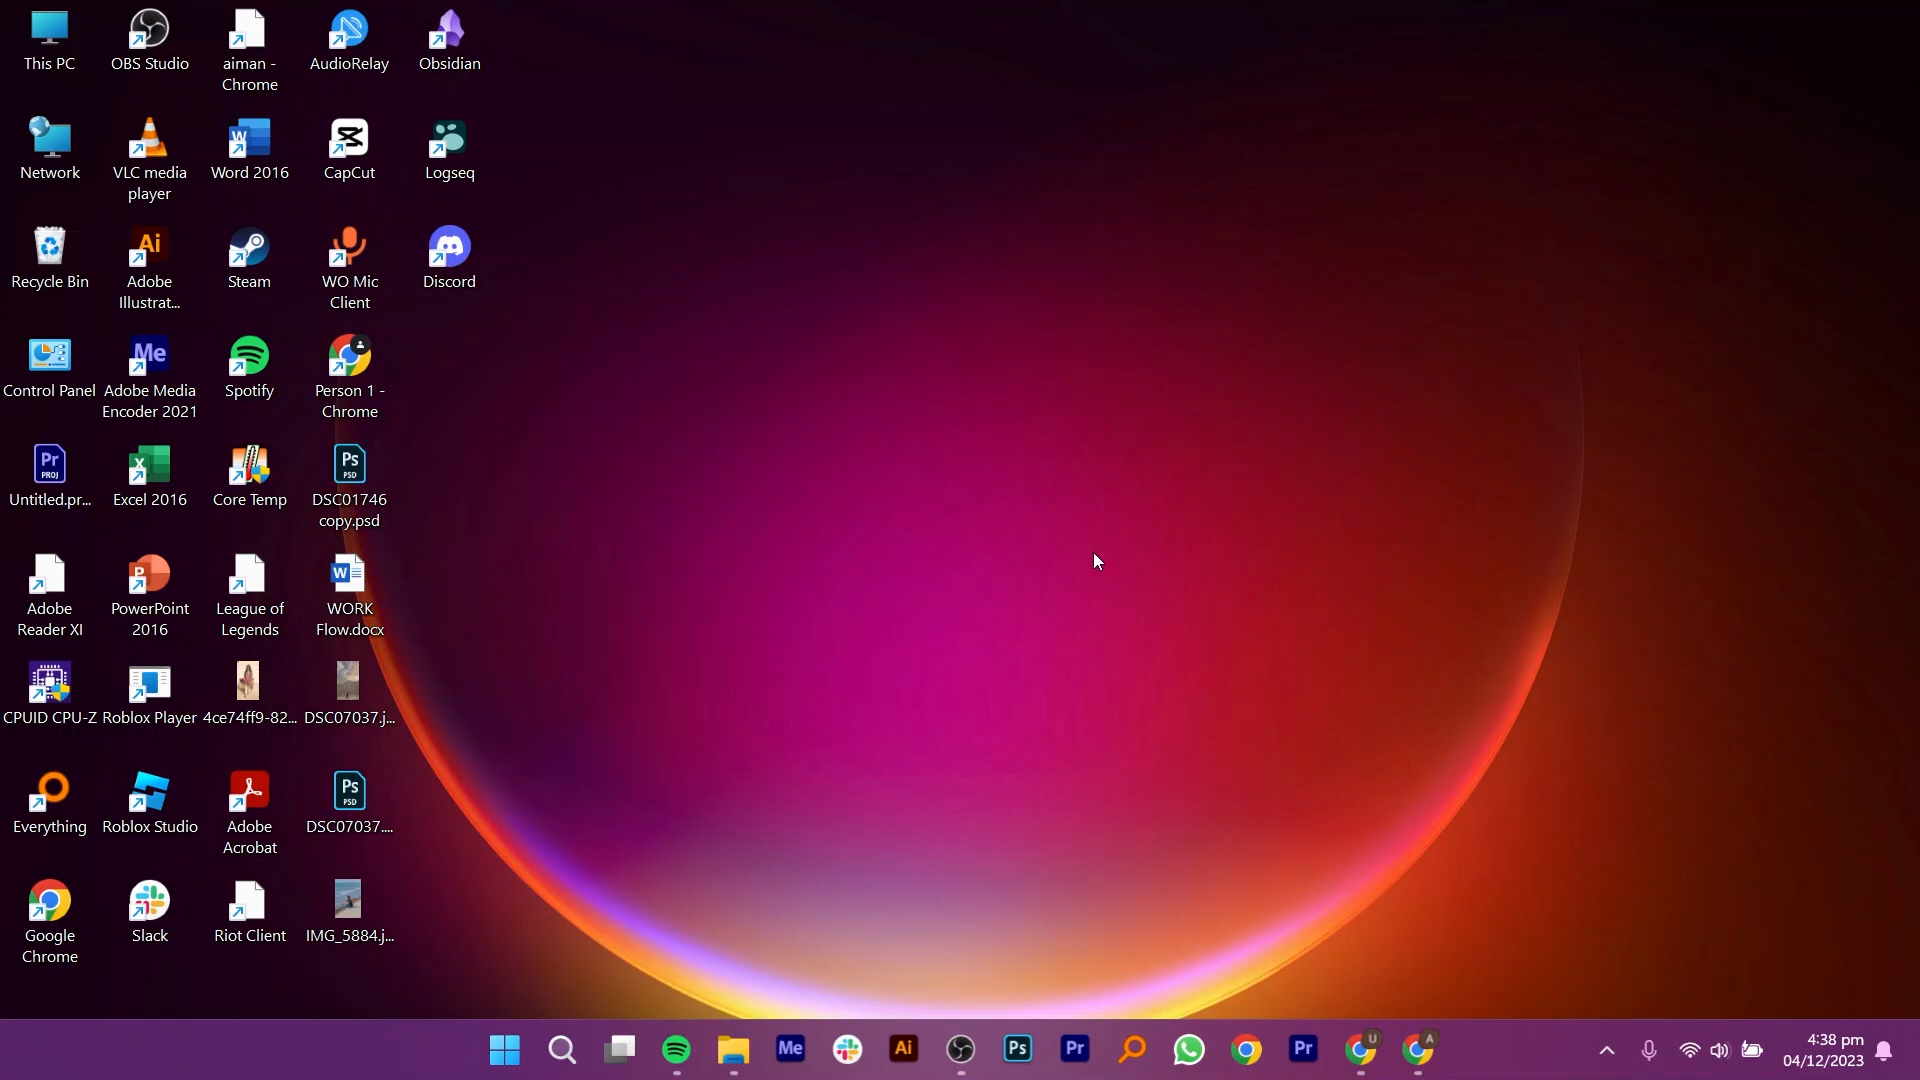 This PC
OBS Studio
aiman -
Chrome
AudioRelay
Obsidian
Network
VLC media
player
Word 2016
CapCut
Logseq
Recycle Bin
Adobe
Illustrat...
Steam
WO Mic
Client
Discord
Control Panel
Adobe Media
Encoder 2021
Spotify
Person 1 -
Chrome
Untitled.pr...
Excel 2016
Core Temp
DSC01746
copy.psd
Adobe
Reader XI
PowerPoint
2016
League of
Legends
WORK
Flow.docx
CPUID CPU-Z
Roblox Player
4ce74ff9-82...
DSC07037.j...
Everything
Roblox Studio
Adobe
Acrobat
DSC07037....
Google
Chrome
Slack
Riot Client
IMG_5884.j...
4:38 pm
04/12/2023